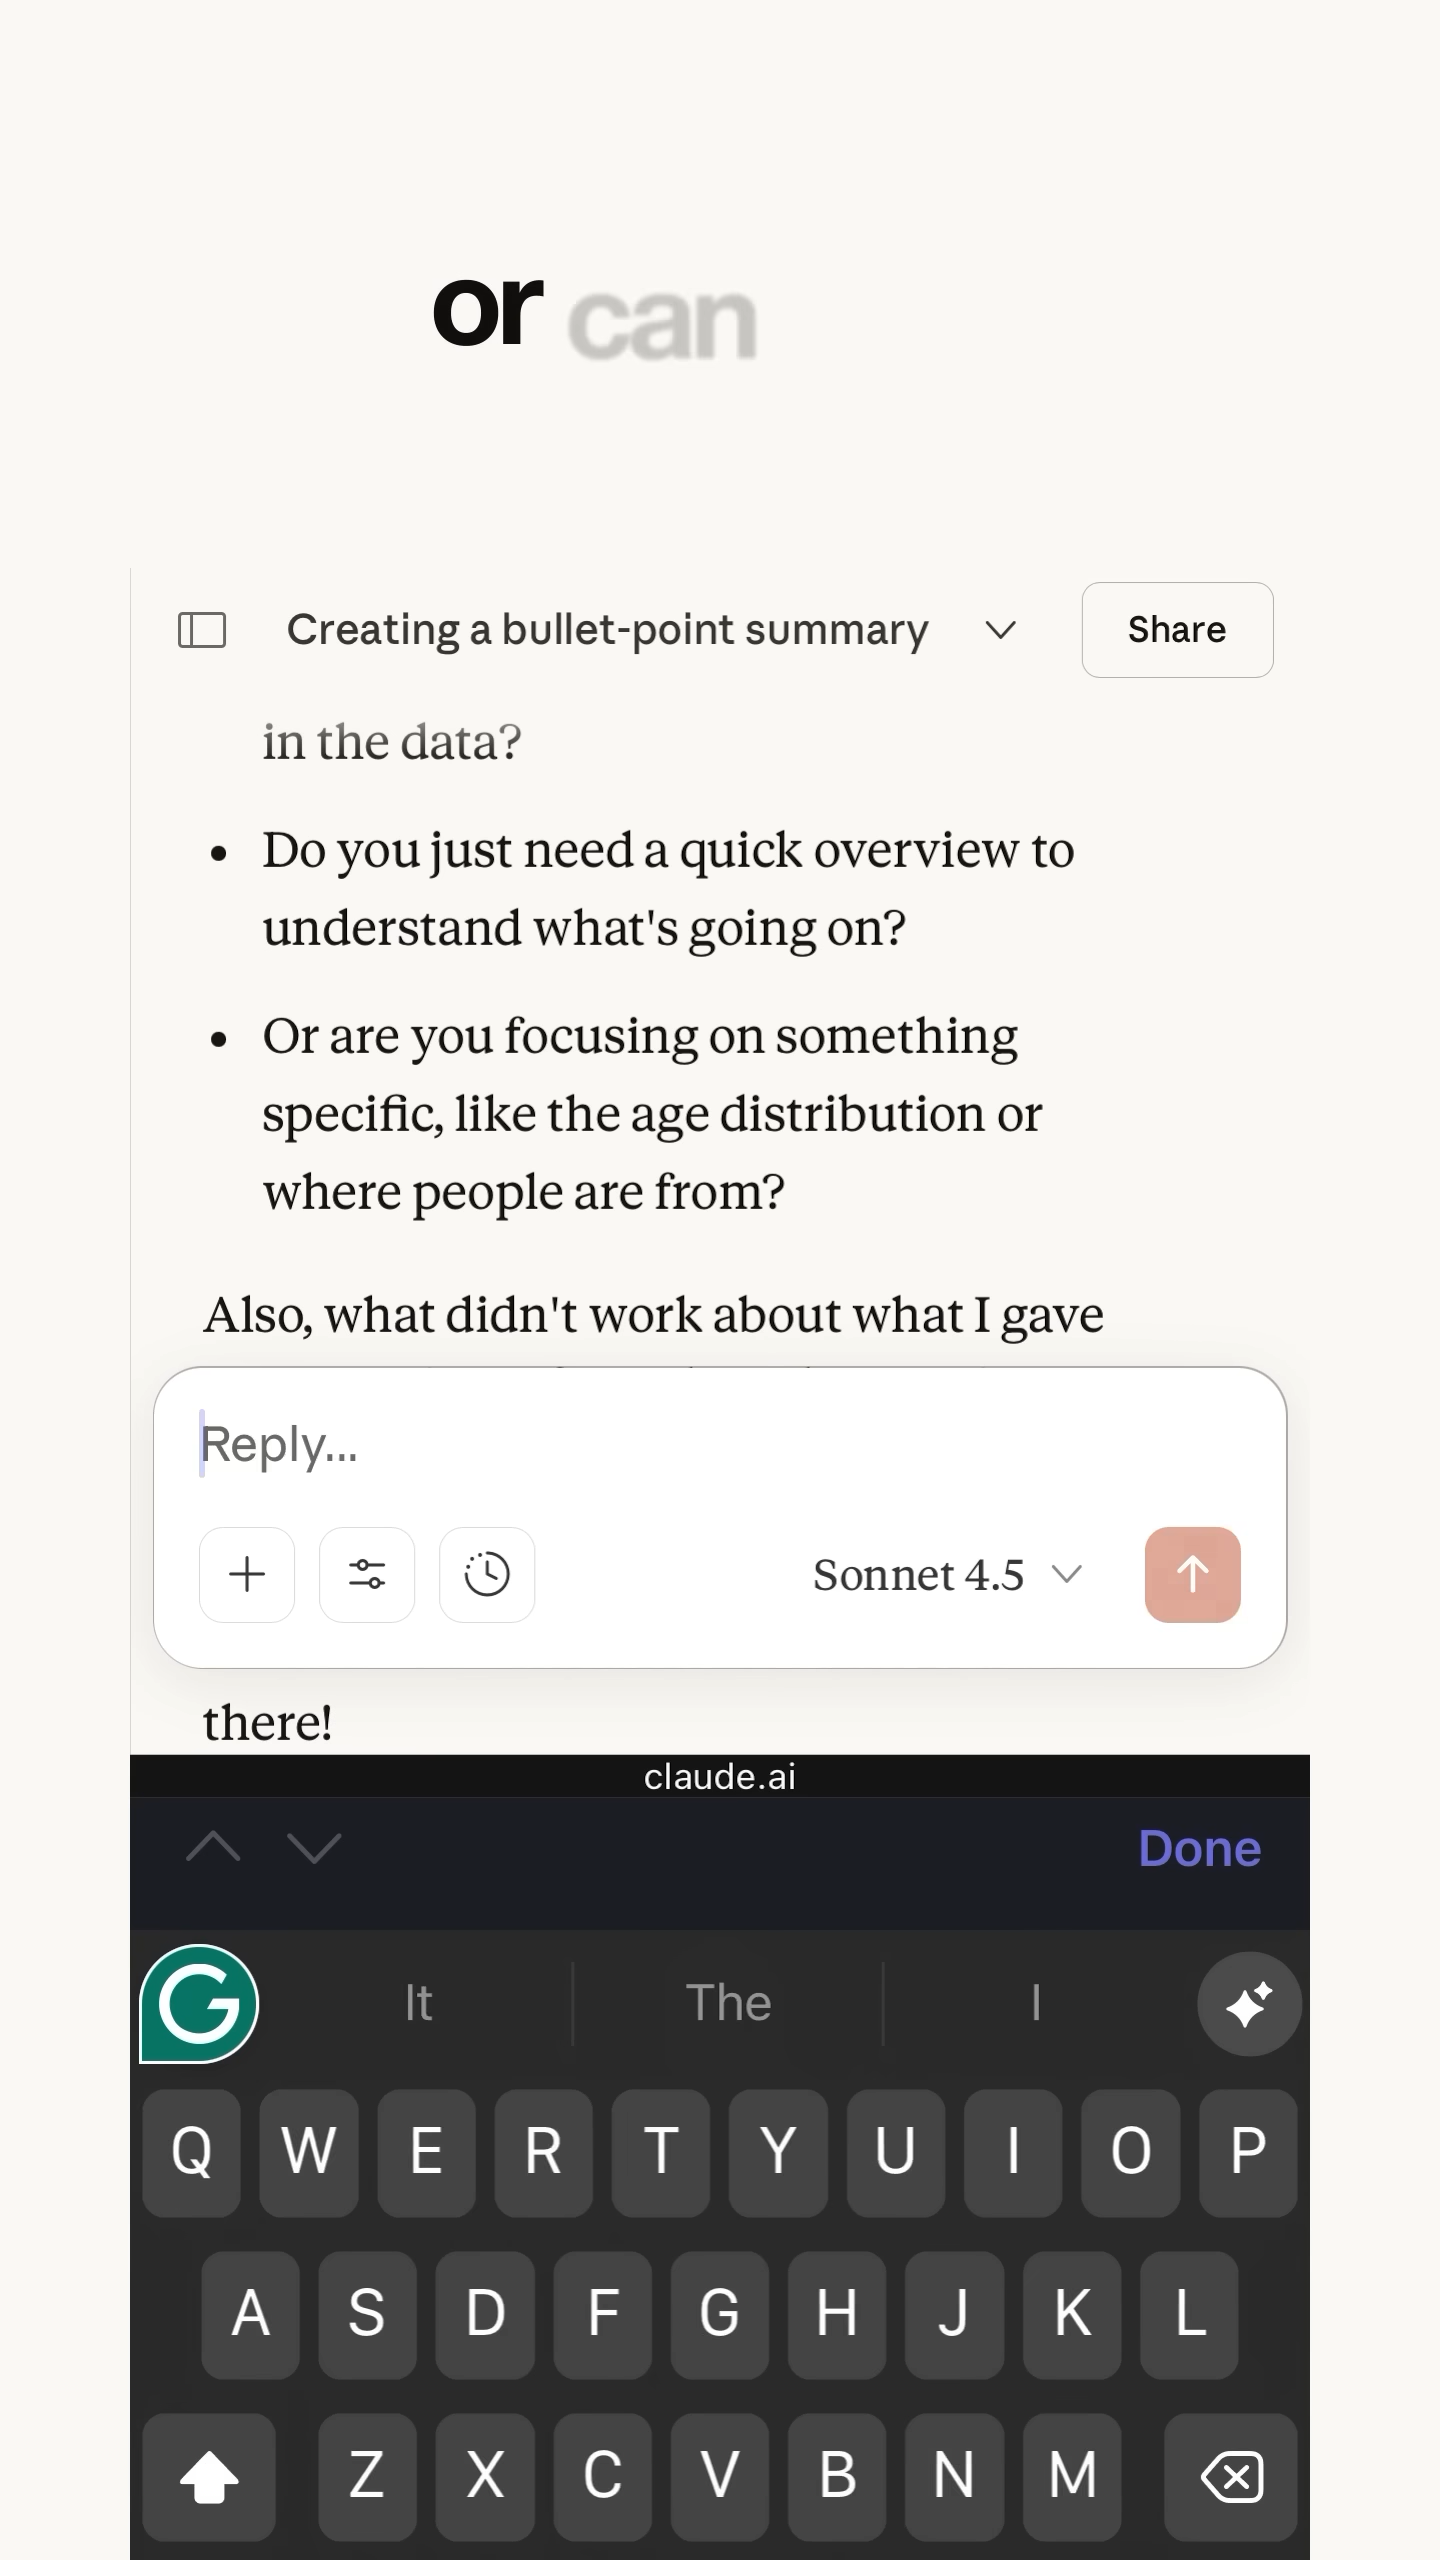 or can
Creating a bullet-point summary
Share
in the data?
• Do you just need a quick overview to
understand what's going on?
• Or are you focusing on something
specific, like the age distribution or
where people are from?
Also, what didn't work about what I gave
Reply...
Sonnet 4.5
there!
claude.ai
Done
It The I
Q W E R T Y U I O P
A S D F G H J K L
Z X C V B N M